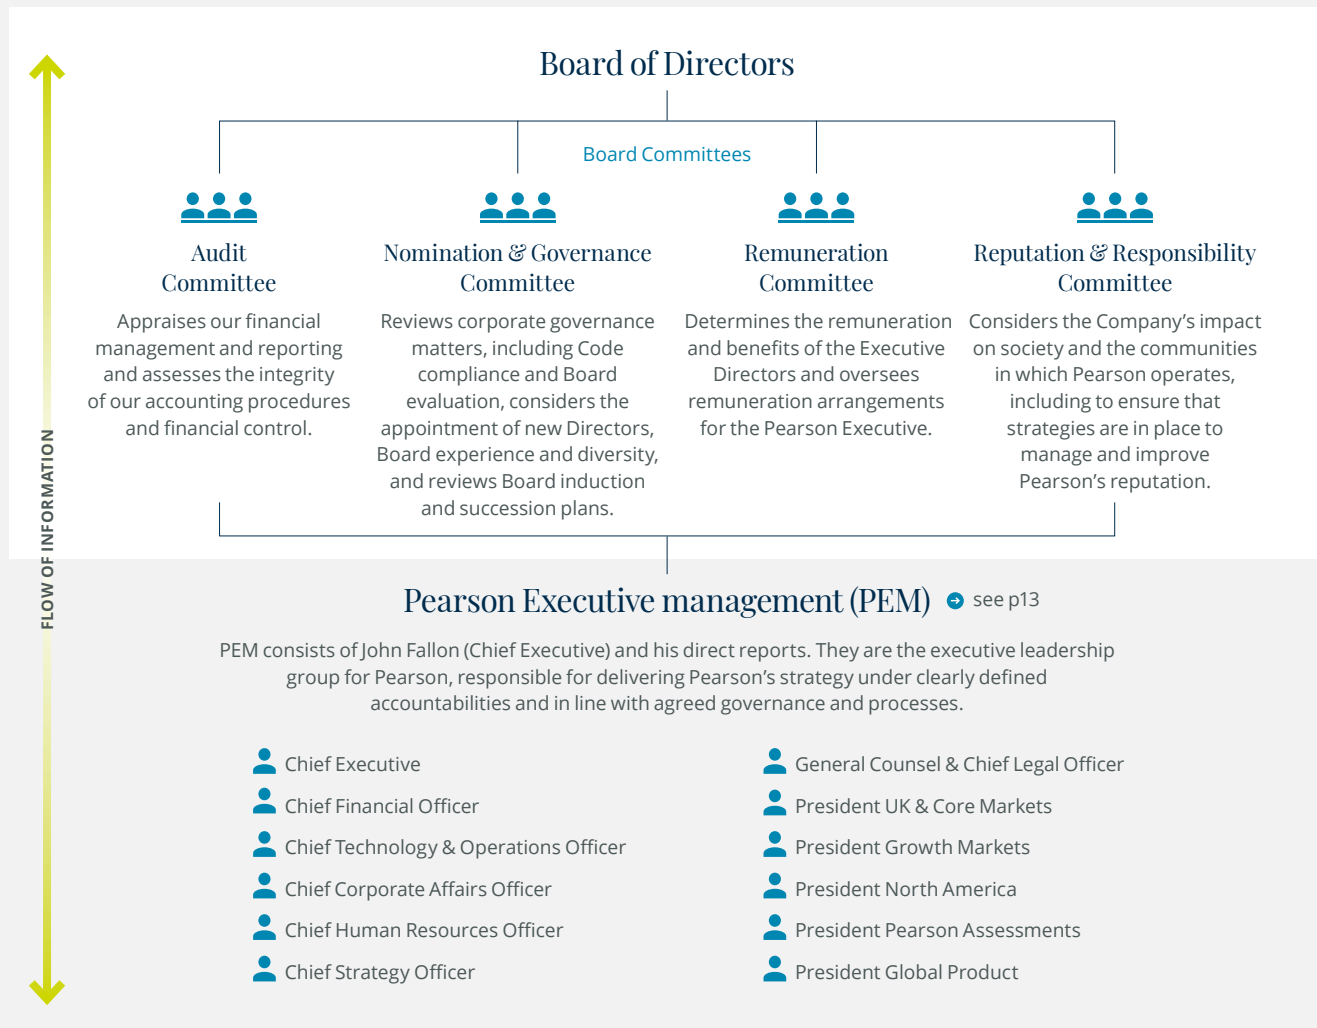 Board of Directors
Board Committees
Audit
Committee
Appraises our financial
management and reporting
and assesses the integrity
of our accounting procedures
and financial control.
Nomination & Governance
Committee
Reviews corporate governance
matters, including Code
compliance and Board
evaluation, considers the
appointment of new Directors,
Board experience and diversity,
and reviews Board induction
and succession plans.
Remuneration
Committee
Determines the remuneration
and benefits of the Executive
Directors and oversees
remuneration arrangements
for the Pearson Executive.
Reputation & Responsibility
Committee
Considers the Company’s impact
on society and the communities
in which Pearson operates,
including to ensure that
strategies are in place to
manage and improve
Pearson’s reputation.
FLOW OF INFORMATION
Pearson Executive management (PEM) see p13
PEM consists of John Fallon (Chief Executive) and his direct reports. They are the executive leadership
group for Pearson, responsible for delivering Pearson’s strategy under clearly defined
accountabilities and in line with agreed governance and processes.
Chief Executive
Chief Financial Officer
Chief Technology & Operations Officer
Chief Corporate Affairs Officer
Chief Human Resources Officer
Chief Strategy Officer
General Counsel & Chief Legal Officer
President UK & Core Markets
President Growth Markets
President North America
President Pearson Assessments
President Global Product